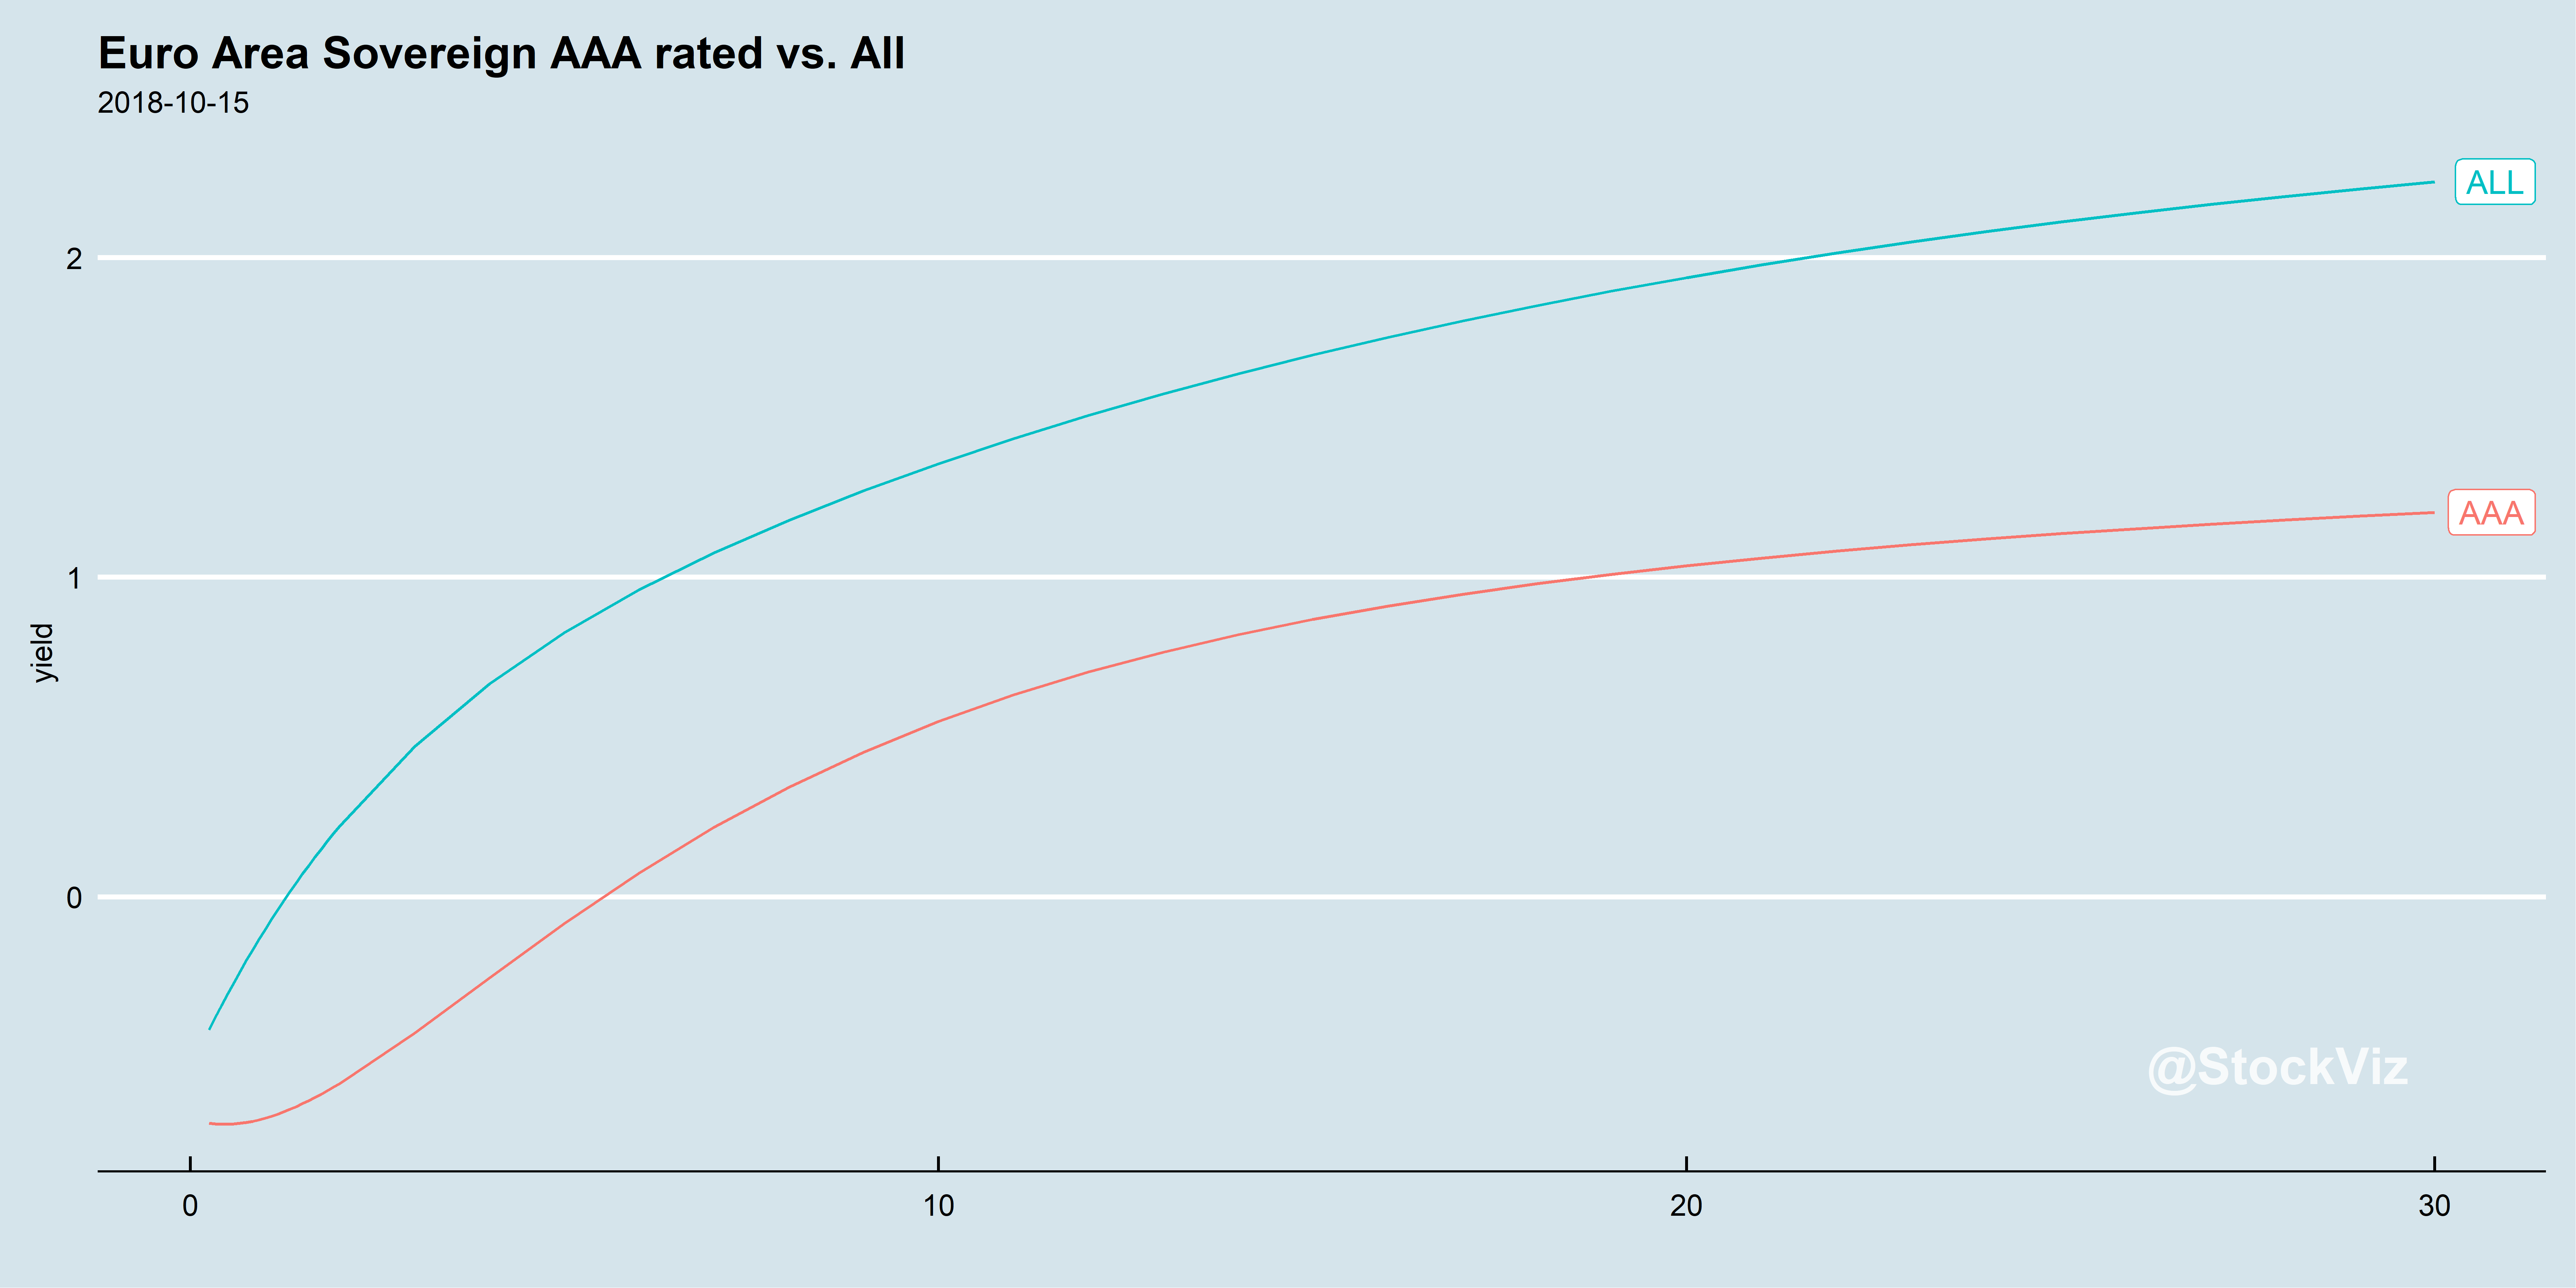 Euro Area Sovereign AAA rated vs. All
2018-10-15
ALL
2
AAA
1
yield
0
@StockViz
0 10 20 30